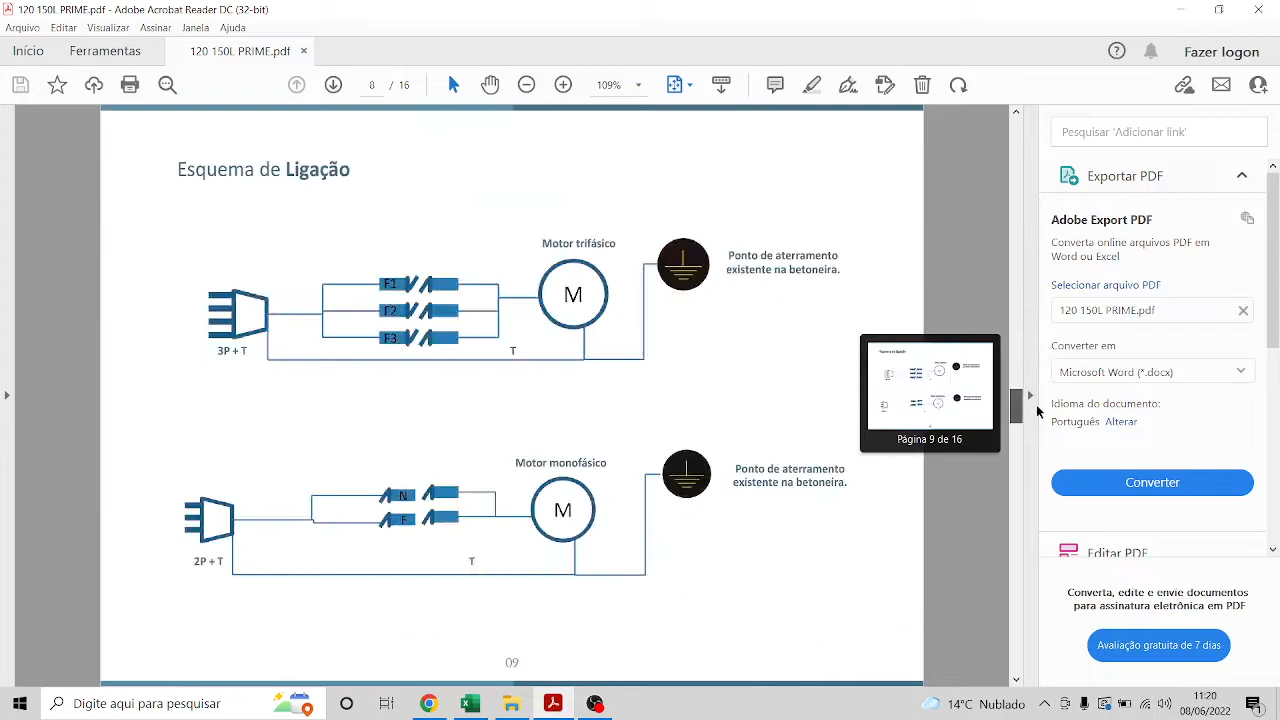 120 150L PRIME.pdf - Adobe Acrobat Reader DC (32-bit)
Arquivo Editar Visualizar Assinar Janela Ajuda
Início Ferramentas 120 150L PRIME.pdf × Fazer logon
8 / 16 109%
Esquema de Ligação
Motor trifásico
Ponto de aterramento
existente na betoneira.
F1
F2
F3
M
3P + T
T
Motor monofásico
Ponto de aterramento
existente na betoneira.
N
F
M
2P + T
T
09
Página 9 de 16
Pesquisar 'Adicionar link'
Exportar PDF
Adobe Export PDF
Converta online arquivos PDF em
Word ou Excel
Selecionar arquivo PDF
120 150L PRIME.pdf
Converter em
Microsoft Word (*.docx)
Idioma do documento:
Português Alterar
Converter
Editar PDF
Converta, edite e envie documentos
para assinatura eletrônica em PDF
Avaliação gratuita de 7 dias
Digite aqui para pesquisar
14°C Nublado
11:20
08/06/2022